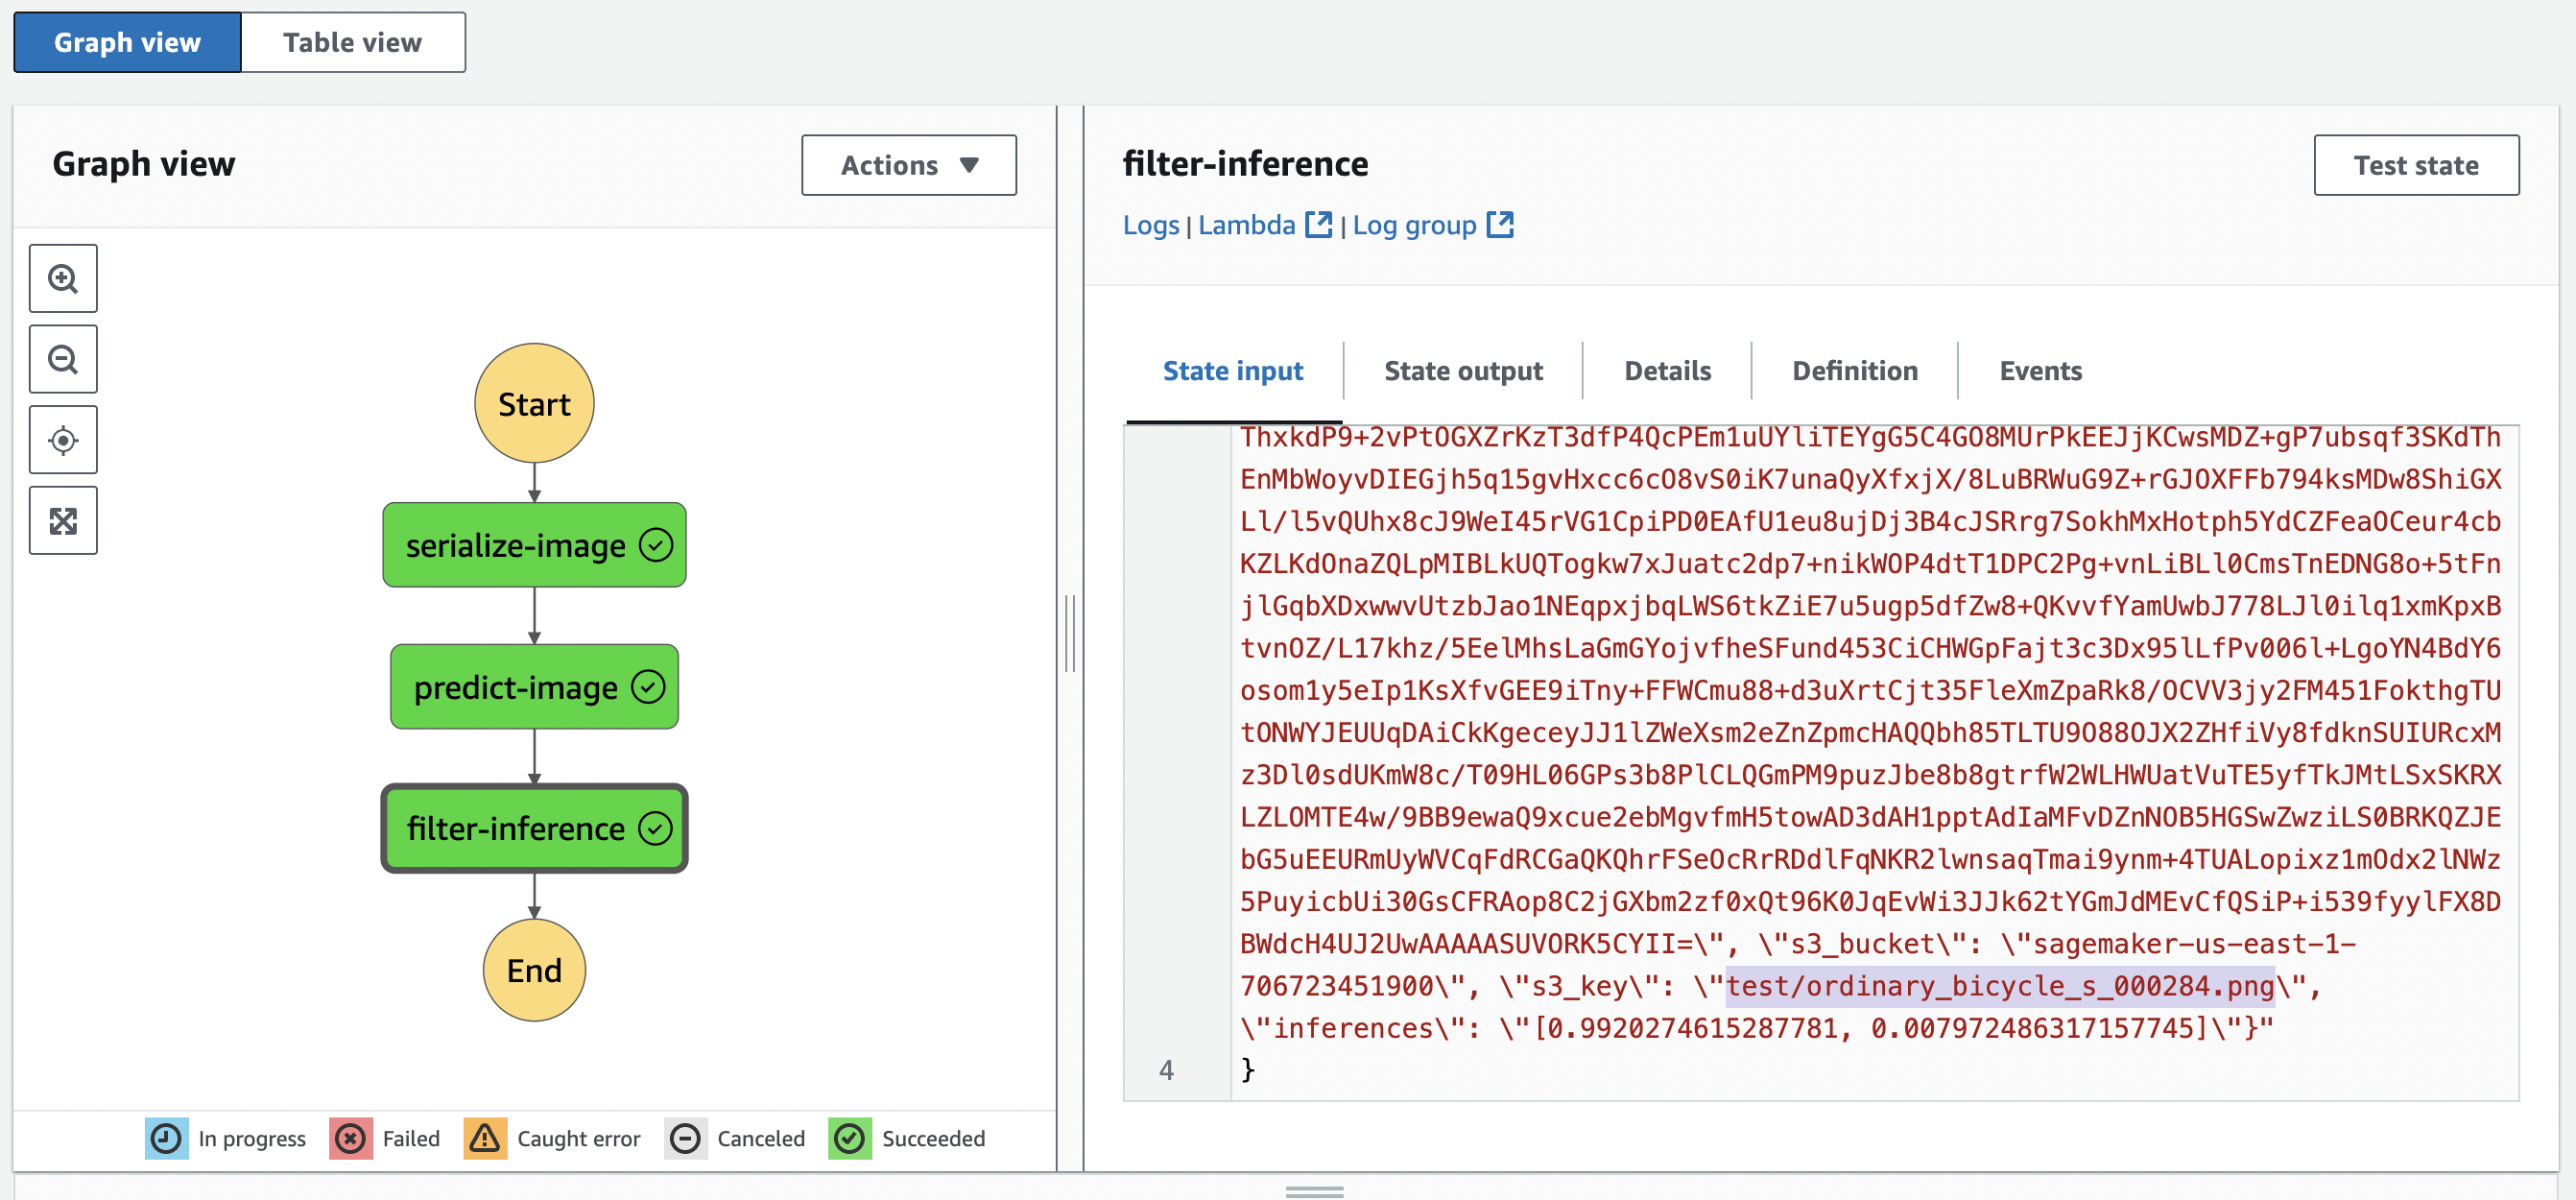 Graph view
Table view
Graph view
Actions
Start
serialize-image
predict-image
filter-inference
End
In progress
Failed
Caught error
Canceled
Succeeded
filter-inference
Test state
Logs | Lambda | Log group
State input
State output
Details
Definition
Events
ThxkdP9+2vPtOGXZrKzT3dfP4QcPEm1uUYliTEYgG5C4GO8MUrPkEEJjKCwsMDZ+gP7ubsqf3SKdTh
EnMbWoyvDIEGjh5q15gvHxcc6cO8vS0iK7unaQyXfxjX/8LuBRWuG9Z+rGJOXFFb794ksMDw8ShiGX
Ll/l5vQUhx8cJ9WeI45rVG1CpiPD0EAfU1eu8ujDj3B4cJSRrg7SokhMxHotph5YdCZFeaOCeur4cb
KZLKdOnaZQLpMIBLkUQTogkw7xJuatc2dp7+nikWOP4dtT1DPC2Pg+vnLiBLl0CmsTnEDNG8o+5tFn
jlGqbXDxwwvUtzbJao1NEqpxjbqLWS6tkZiE7u5ugp5dfZw8+QKvvfYamUwbJ778LJl0ilq1xmKpxB
tvnOZ/L17khz/5EelMhsLaGmGYojvfheSFund453CiCHWGpFajt3c3Dx95lLfPv006l+LgoYN4BdY6
osom1y5eIp1KsXfvGEE9iTny+FFWCmu88+d3uXrtCjt35FleXmZpaRk8/OCVV3jy2FM451FokthgTU
tONWYJEUUqDAiCkKgeceyJJ1lZWeXsm2eZnZpmcHAQQbh85TLTU9O88OJX2ZHfiVy8fdknSUIURcxM
z3Dl0sdUKmW8c/T09HL06GPs3b8PlCLQGmPM9puzJbe8b8gtrfW2WLHWUatVuTE5yfTkJMtLSxSKRX
LZLOMTE4w/9BB9ewaQ9xcue2ebMgvfmH5towAD3dAH1pptAdIaMFvDZnNOB5HGSwZwziLS0BRKQZJE
bG5uEEURmUyWVCqFdRCGaQKQhrFSeOcRrRDdlFqNKR2lwnsaqTmai9ynm+4TUALopixz1mOdx2lNWz
5PuyicbUi30GsCFRAop8C2jGXbm2zf0xQt96K0JqEvWi3JJk62tYGmJdMEvCfQSiP+i539fyylFX8D
BWdcH4UJ2UwAAAAASUVORK5CYII=\", \"s3_bucket\": \"sagemaker-us-east-1-
706723451900\", \"s3_key\": \"test/ordinary_bicycle_s_000284.png\",
\"inferences\": \"[0.9920274615287781, 0.007972486317157745]\"}"
4
}